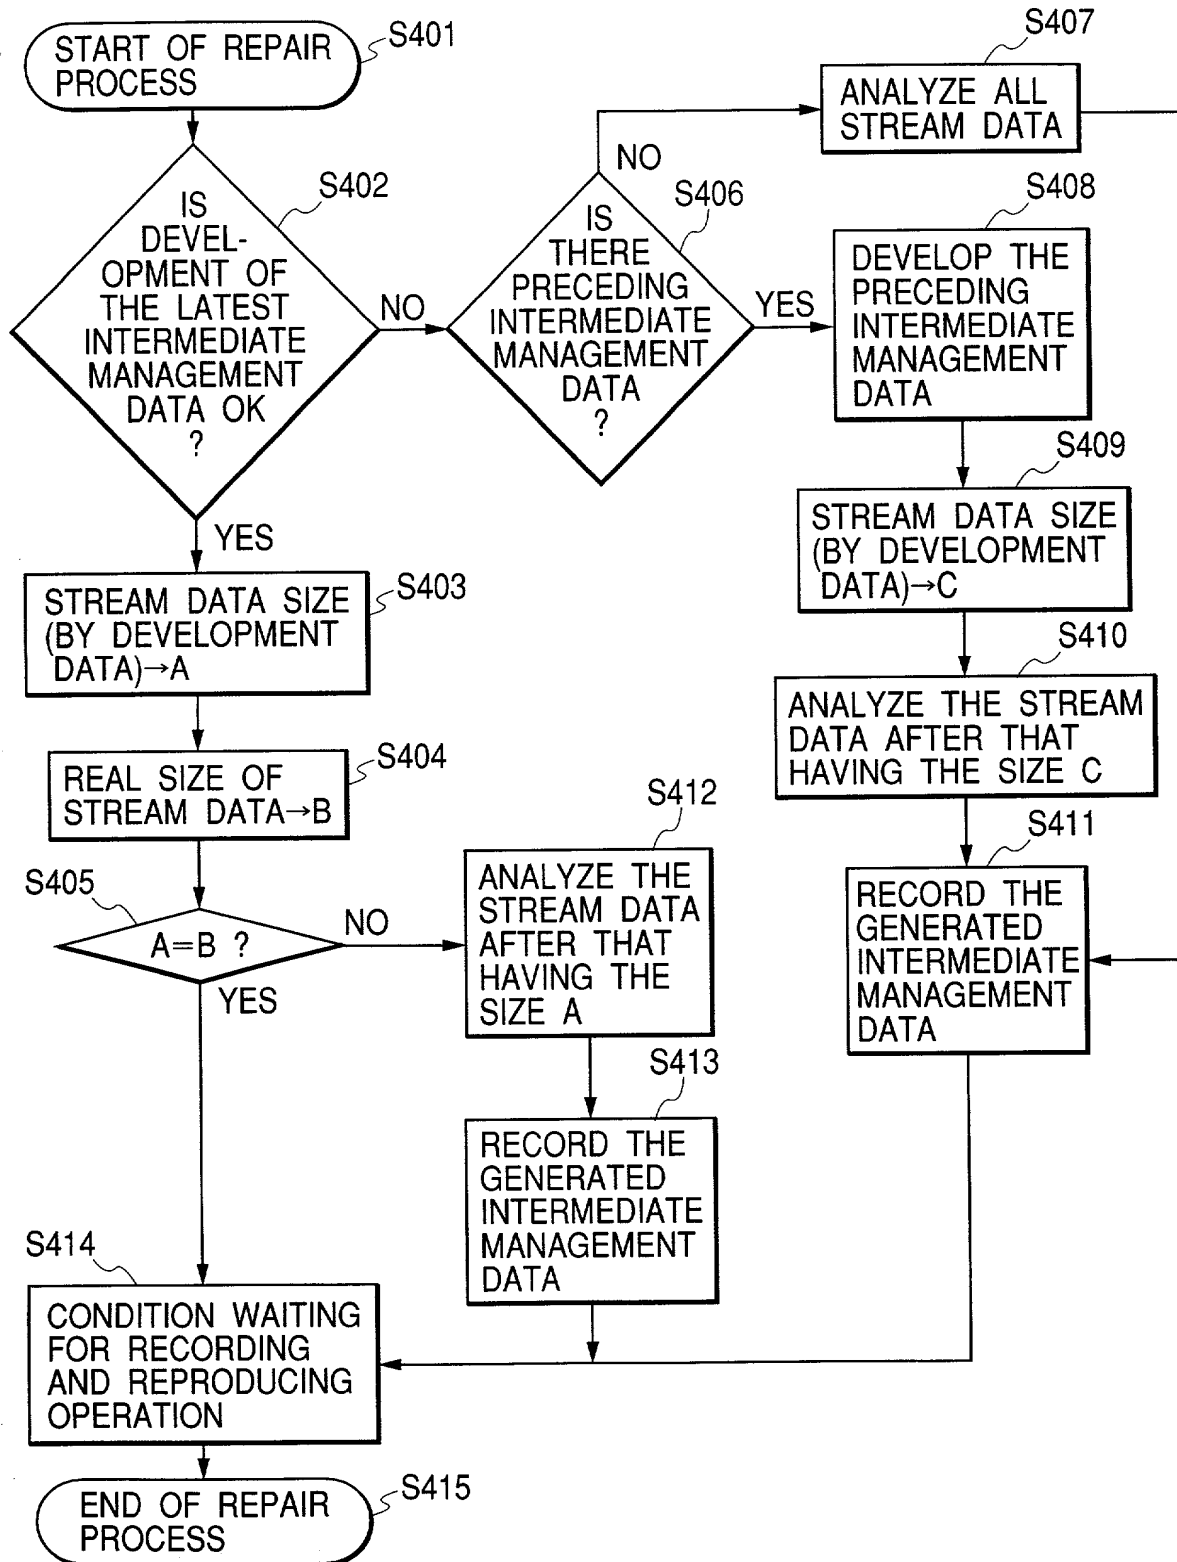 START OF REPAIR
PROCESS
S401
IS
DEVEL-
OPMENT OF
THE LATEST
INTERMEDIATE
MANAGEMENT
DATA OK
?
S402
NO
YES
IS
THERE
PRECEDING
INTERMEDIATE
MANAGEMENT
DATA
?
S406
NO
YES
ANALYZE ALL
STREAM DATA
S407
DEVELOP THE
PRECEDING
INTERMEDIATE
MANAGEMENT
DATA
S408
STREAM DATA SIZE
(BY DEVELOPMENT
DATA)→C
S409
ANALYZE THE STREAM
DATA AFTER THAT
HAVING THE SIZE C
S410
RECORD THE
GENERATED
INTERMEDIATE
MANAGEMENT
DATA
S411
STREAM DATA SIZE
(BY DEVELOPMENT
DATA)→A
S403
REAL SIZE OF
STREAM DATA→B
S404
S405
A=B ?
NO
YES
ANALYZE THE
STREAM DATA
AFTER THAT
HAVING THE
SIZE A
S412
RECORD THE
GENERATED
INTERMEDIATE
MANAGEMENT
DATA
S413
S414
CONDITION WAITING
FOR RECORDING
AND REPRODUCING
OPERATION
END OF REPAIR
PROCESS
S415